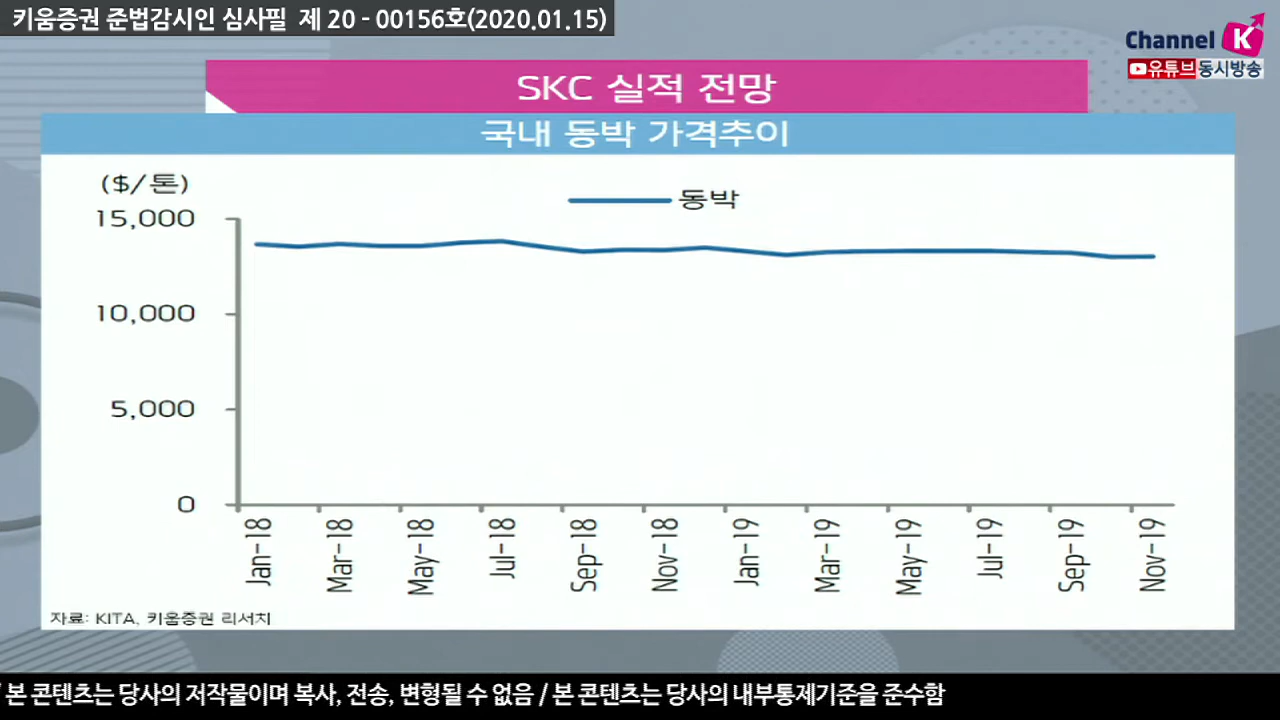 키움증권 준법감시인 심사필 제 20 - 00156호(2020.01.15)
Channel K
유튜브동시방송
SKC 실적 전망
국내 동박 가격추이
($/톤)
동박
15,000
10,000
5,000
0
Jan-18
Mar-18
May-18
Jul-18
Sep-18
Nov-18
Jan-19
Mar-19
May-19
Jul-19
Sep-19
Nov-19
자료: KITA, 키움증권 리서치
/ 본 콘텐츠는 당사의 저작물이며 복사, 전송, 변형될 수 없음 / 본 콘텐츠는 당사의 내부통제기준을 준수함